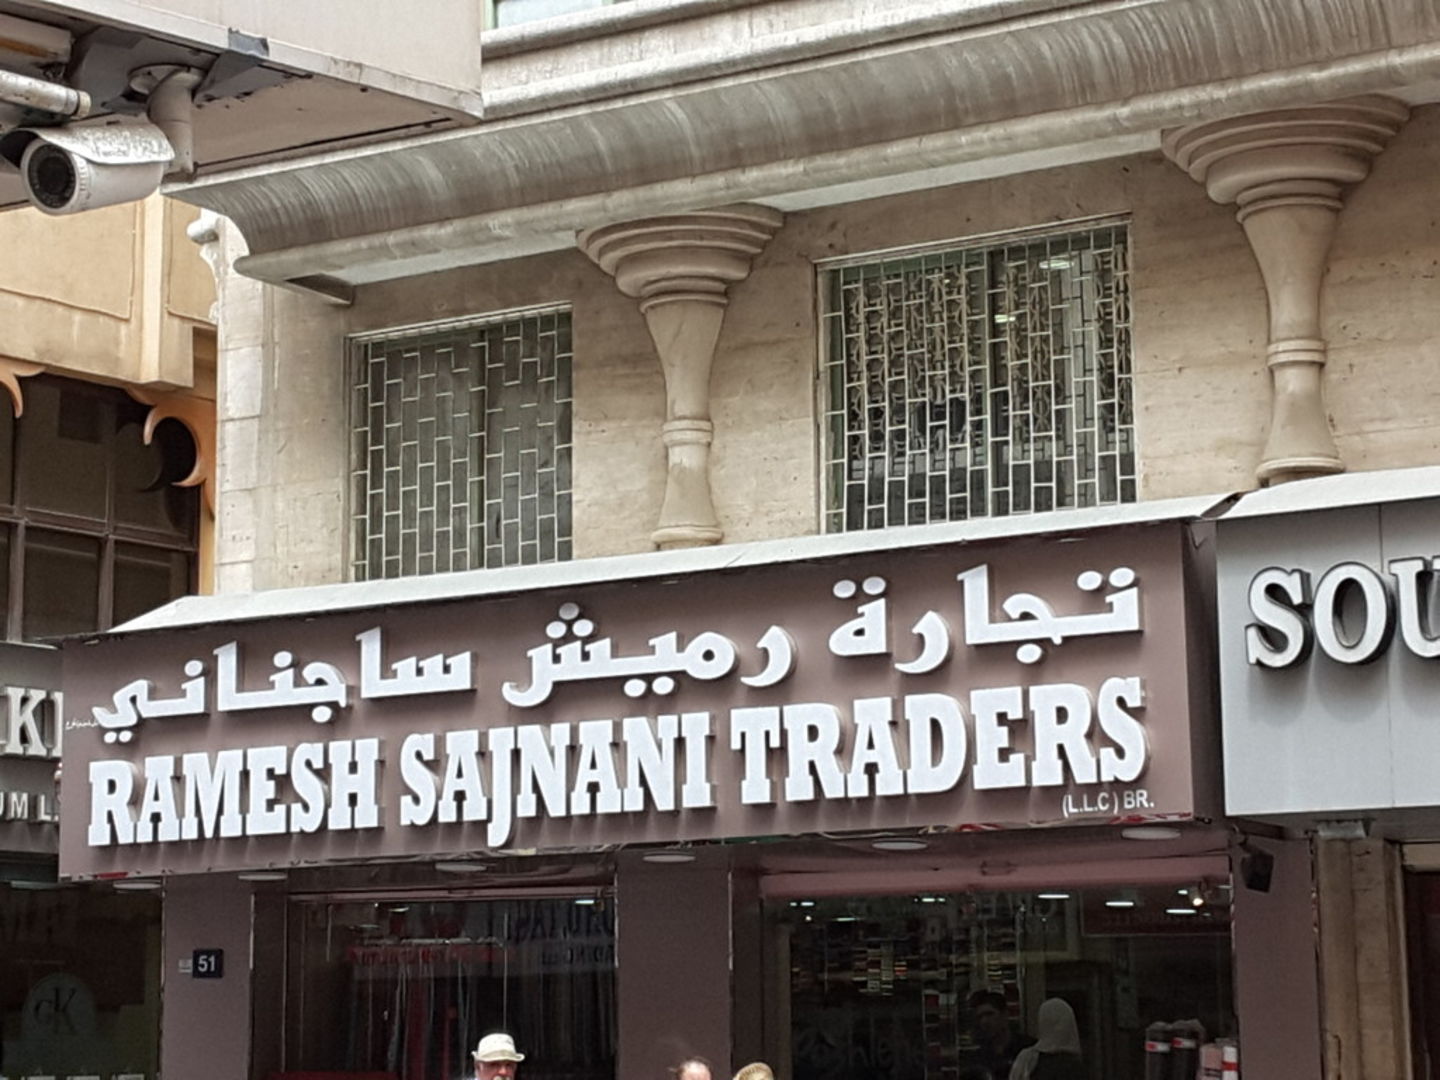 تجارة رميش ساجناني
RAMESH SAJNANI TRADERS
(L.L.C) BR.
SOU
51